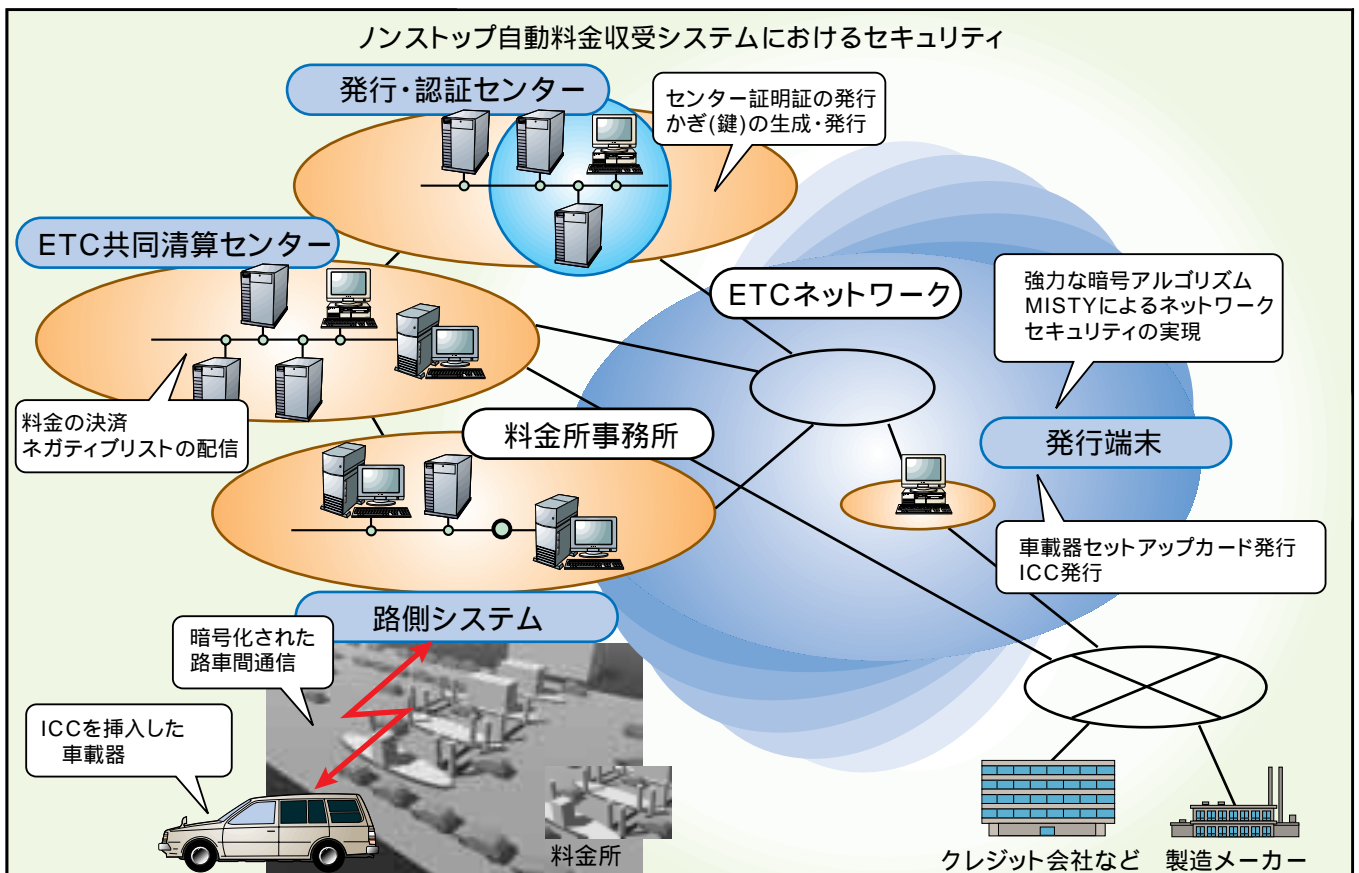 ノンストップ自動料金収受システムにおけるセキュリティ
発行・認証センター
センター証明証の発行
かぎ(鍵)の生成・発行
ETC共同清算センター
ETCネットワーク
強力な暗号アルゴリズム
MISTYによるネットワーク
セキュリティの実現
料金の決済
ネガティブリストの配信
料金所事務所
発行端末
車載器セットアップカード発行
ICC発行
路側システム
暗号化された
路車間通信
ICCを挿入した
車載器
料金所
クレジット会社など
製造メーカー